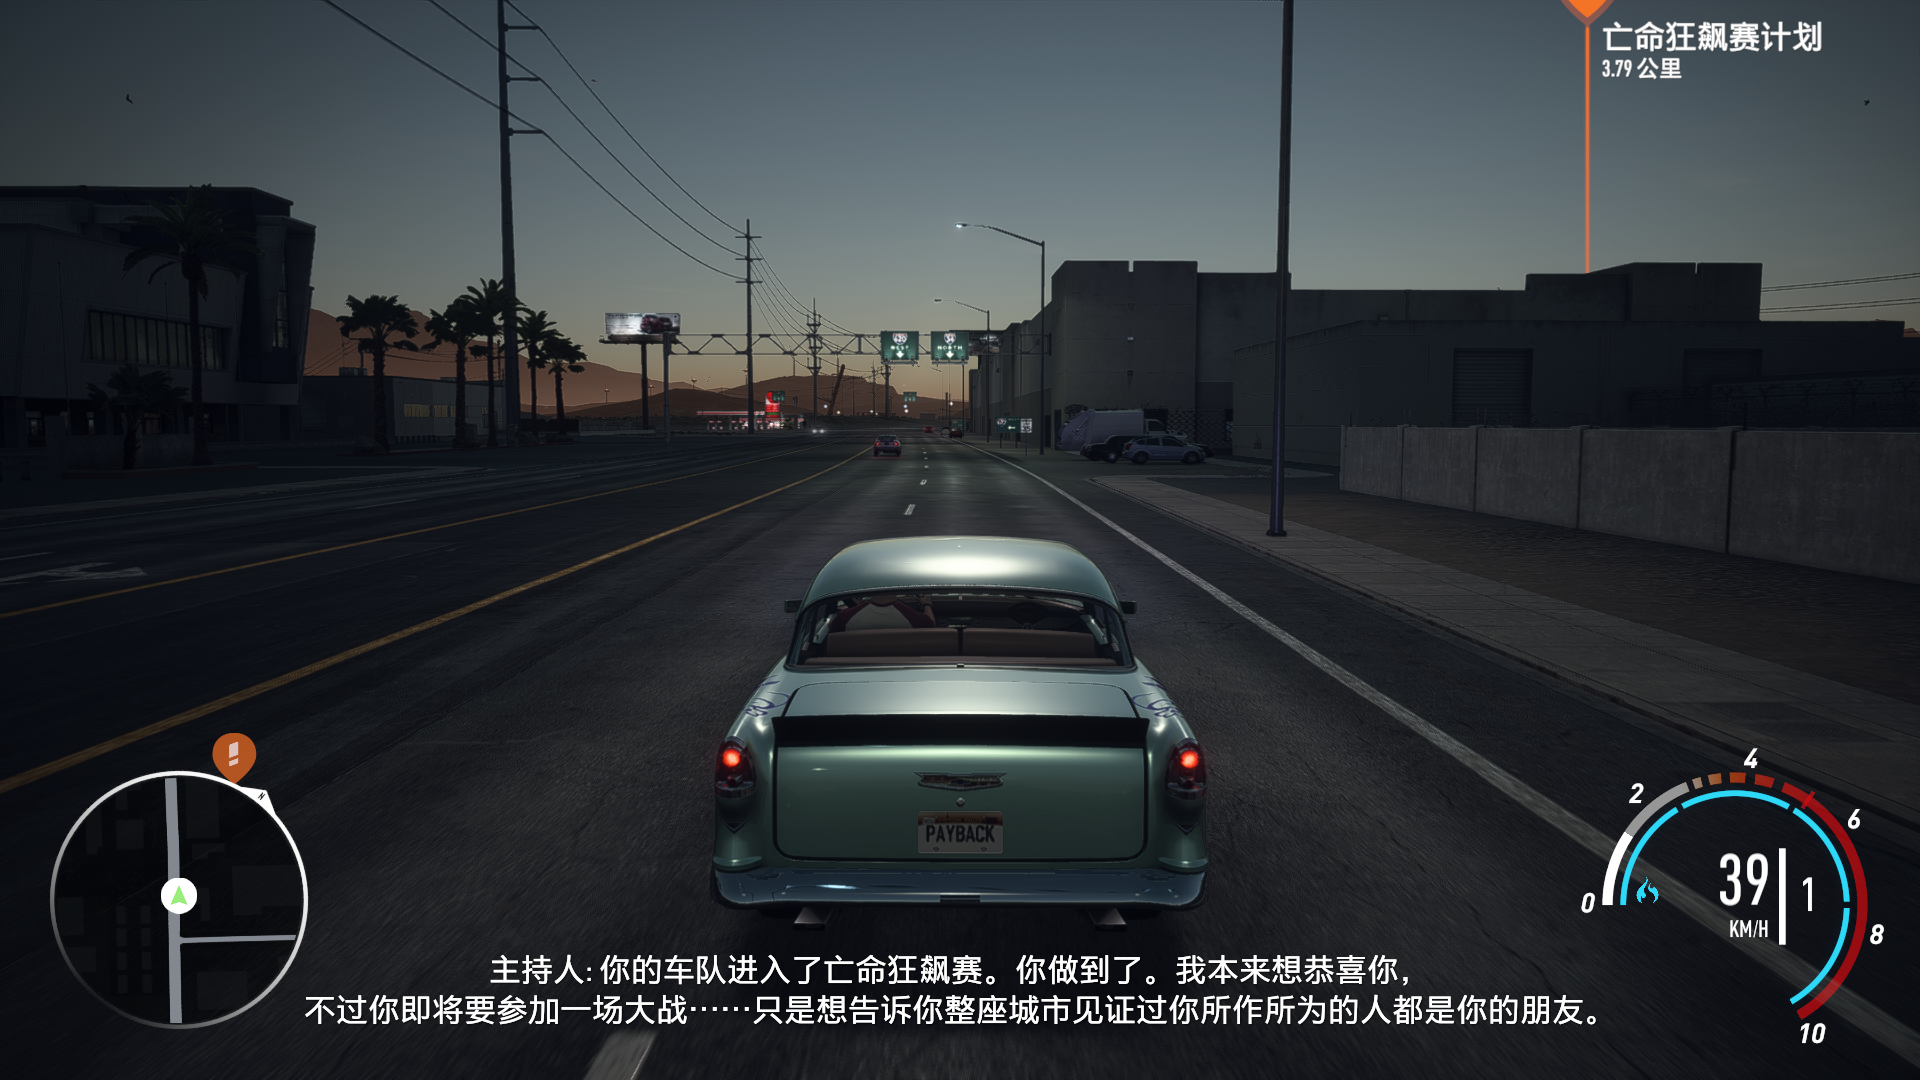 亡命狂飙赛计划
3.79 公里
WEST
NORTH
PAYBACK
N
0
2
4
6
8
10
39
KM/H
1
主持人: 你的车队进入了亡命狂飙赛。你做到了。我本来想恭喜你，
不过你即将要参加一场大战……只是想告诉你整座城市见证过你所作所为的人都是你的朋友。